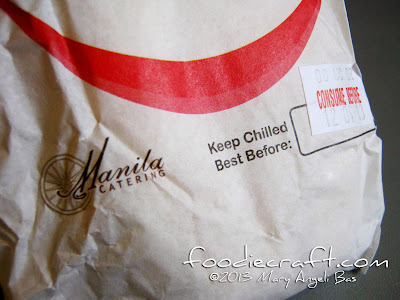 CONSUME BEFORE
Keep Chilled
Best Before:
Manila
CATERING
foodiecraft.com
©2013 Mary Angeli Bas